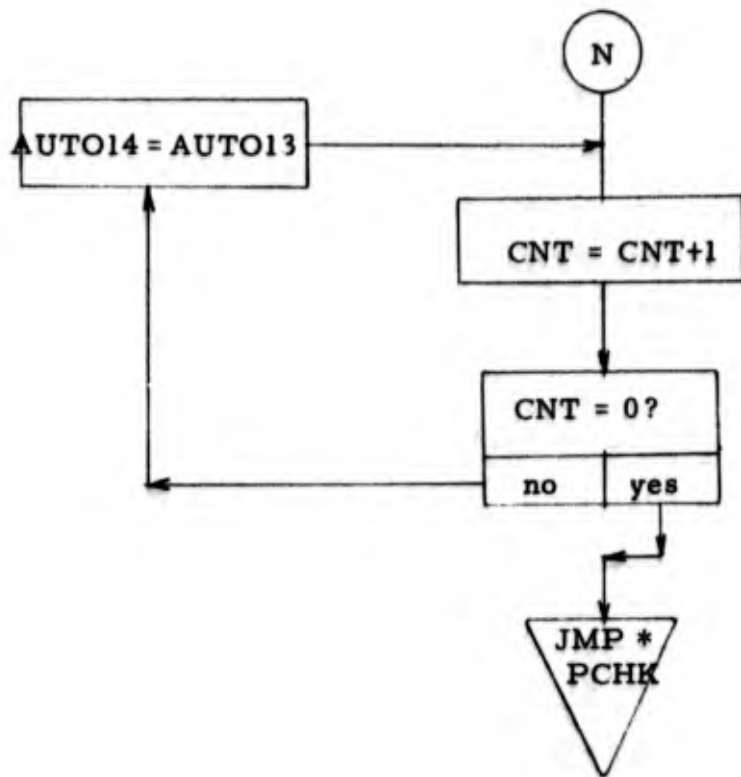 N
AUTO14 = AUTO13
CNT = CNT+1
CNT = 0?
no yes
JMP *
PCHK